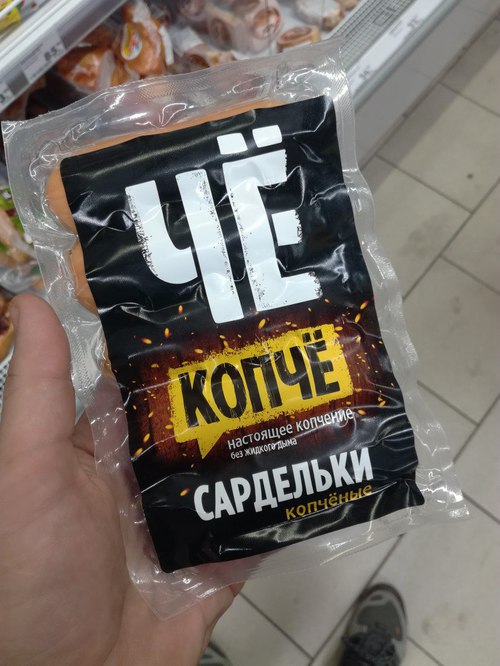 ЧЁ
КОПЧЁ
настоящее копчение
без жидкого дыма
САРДЕЛЬКИ
копчёные